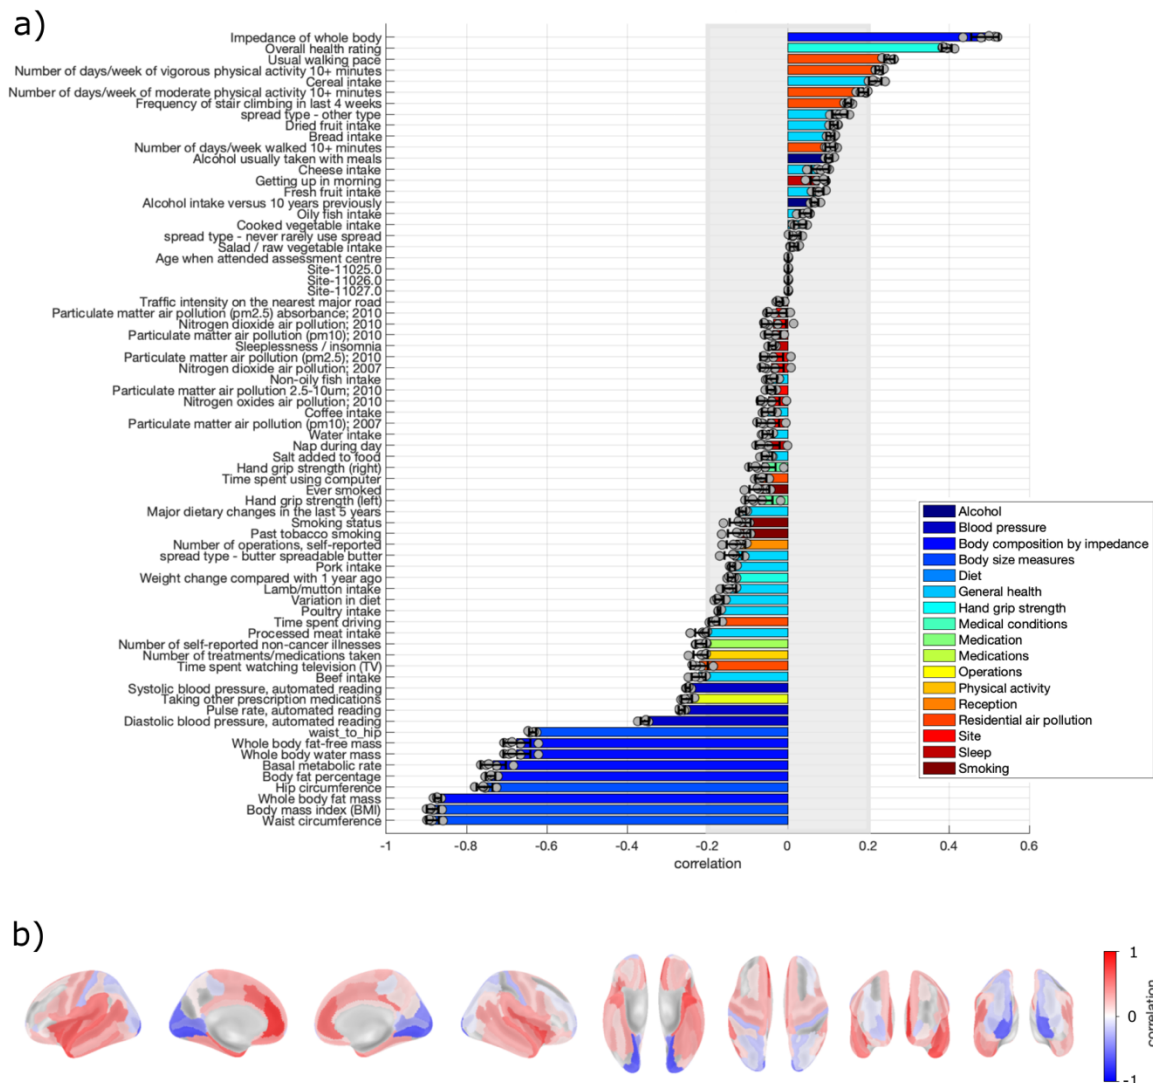 a)
Impedance of whole body
Overall health rating
Usual walking pace
Number of days/week of vigorous physical activity 10+ minutes
Cereal intake
Number of days/week of moderate physical activity 10+ minutes
Frequency of stair climbing in last 4 weeks
spread type - other type
Dried fruit intake
Bread intake
Number of days/week walked 10+ minutes
Alcohol usually taken with meals
Cheese intake
Getting up in morning
Fresh fruit intake
Alcohol intake versus 10 years previously
Oily fish intake
Cooked vegetable intake
spread type - never rarely use spread
Salad / raw vegetable intake
Age when attended assessment centre
Site-11025.0
Site-11026.0
Site-11027.0
Traffic intensity on the nearest major road
Particulate matter air pollution (pm2.5) absorbance; 2010
Nitrogen dioxide air pollution; 2010
Particulate matter air pollution (pm10); 2010
Sleeplessness / insomnia
Particulate matter air pollution (pm2.5); 2010
Nitrogen dioxide air pollution; 2007
Non-oily fish intake
Particulate matter air pollution 2.5-10um; 2010
Nitrogen oxides air pollution; 2010
Coffee intake
Particulate matter air pollution (pm10); 2007
Water intake
Nap during day
Salt added to food
Hand grip strength (right)
Time spent using computer
Ever smoked
Hand grip strength (left)
Major dietary changes in the last 5 years
Smoking status
Past tobacco smoking
Number of operations, self-reported
spread type - butter spreadable butter
Pork intake
Weight change compared with 1 year ago
Lamb/mutton intake
Variation in diet
Poultry intake
Time spent driving
Processed meat intake
Number of self-reported non-cancer illnesses
Number of treatments/medications taken
Time spent watching television (TV)
Beef intake
Systolic blood pressure, automated reading
Taking other prescription medications
Pulse rate, automated reading
Diastolic blood pressure, automated reading
waist_to_hip
Whole body fat-free mass
Whole body water mass
Basal metabolic rate
Body fat percentage
Hip circumference
Whole body fat mass
Body mass index (BMI)
Waist circumference
-1 -0.8 -0.6 -0.4 -0.2 0 0.2 0.4 0.6
correlation
Alcohol
Blood pressure
Body composition by impedance
Body size measures
Diet
General health
Hand grip strength
Medical conditions
Medication
Medications
Operations
Physical activity
Reception
Residential air pollution
Site
Sleep
Smoking
b)
1
0
-1
correlation